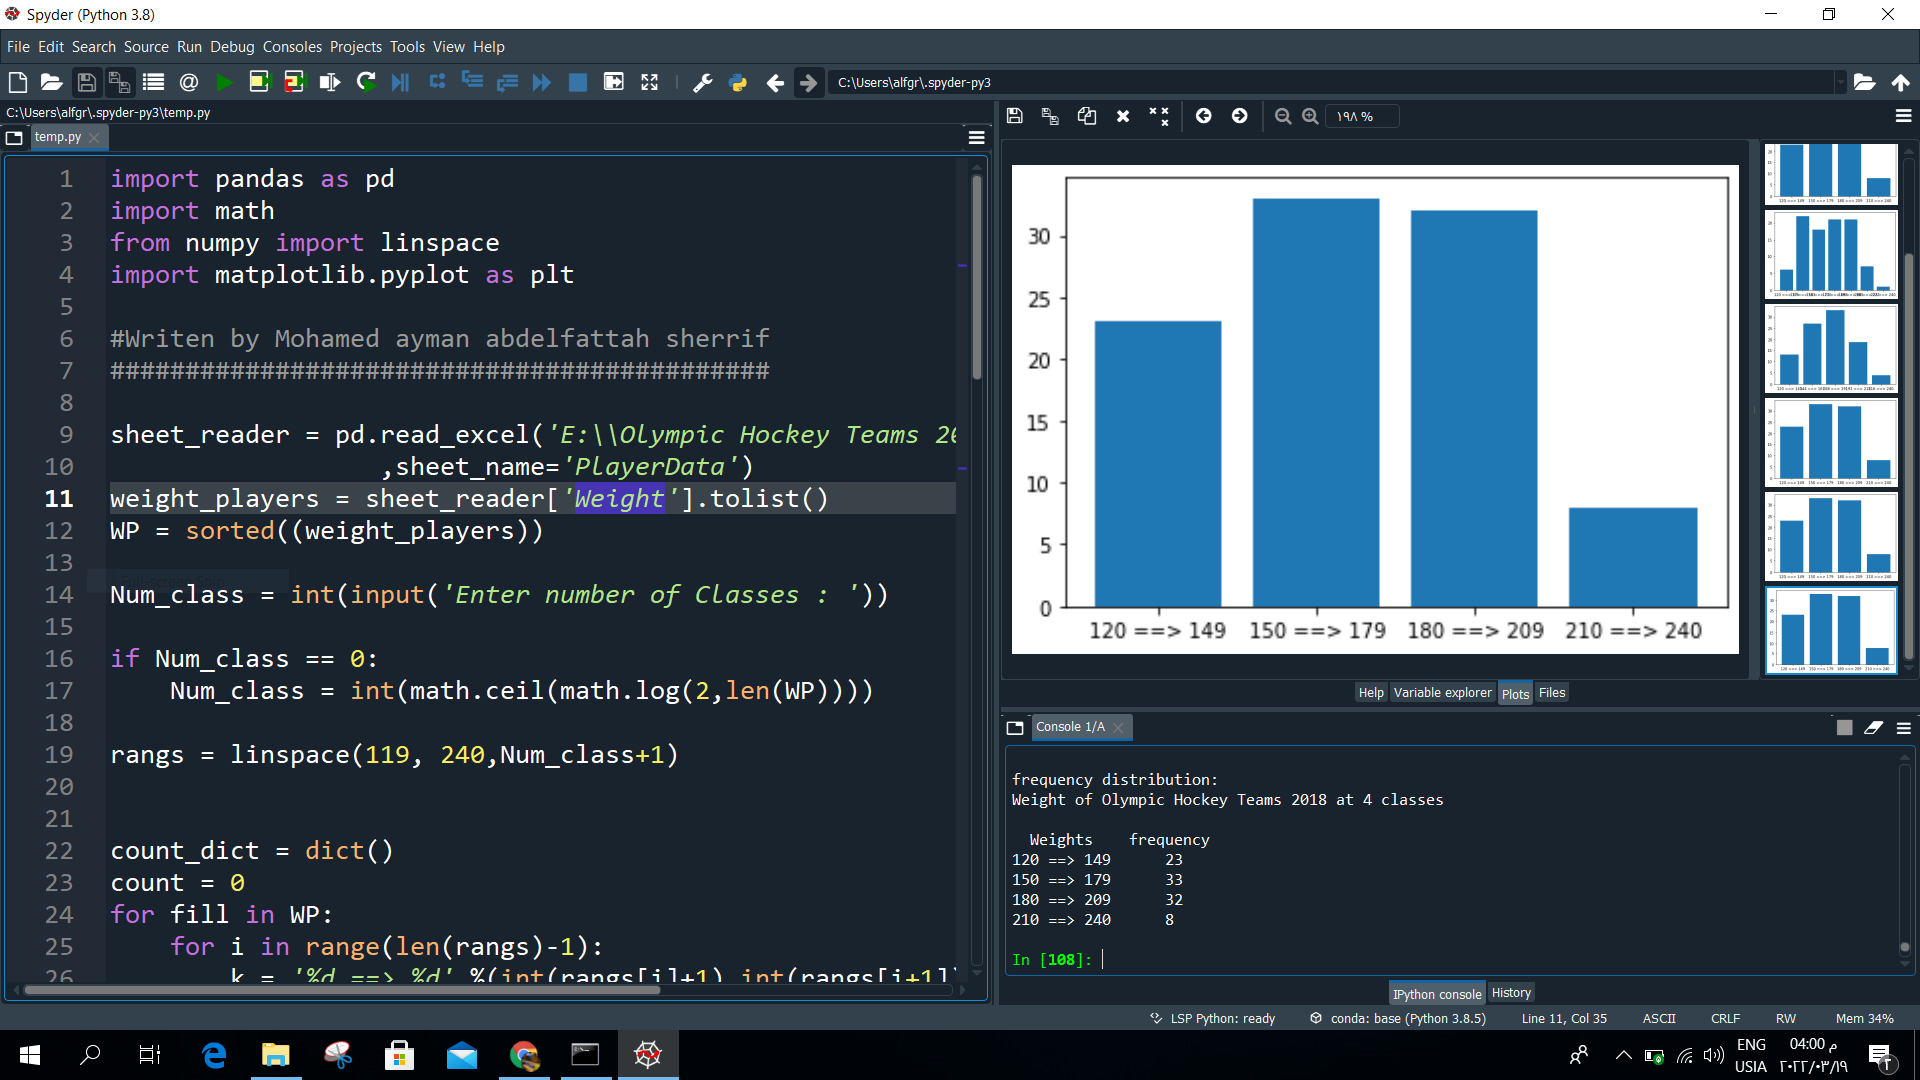 Spyder (Python 3.8)
File Edit Search Source Run Debug Consoles Projects Tools View Help
C:\Users\alfgr\.spyder-py3
C:\Users\alfgr\.spyder-py3\temp.py
temp.py
1 import pandas as pd
2 import math
3 from numpy import linspace
4 import matplotlib.pyplot as plt
5
6 #Writen by Mohamed ayman abdelfattah sherrif
7 ############################################
8
9 sheet_reader = pd.read_excel('E:\\Olympic Hockey Teams 20
10 ,sheet_name='PlayerData')
11 weight_players = sheet_reader['Weight'].tolist()
12 WP = sorted((weight_players))
13
14 Num_class = int(input('Enter number of Classes : '))
15
16 if Num_class == 0:
17 Num_class = int(math.ceil(math.log(2,len(WP))))
18
19 rangs = linspace(119, 240,Num_class+1)
20
21
22 count_dict = dict()
23 count = 0
24 for fill in WP:
25 for i in range(len(rangs)-1):
26 k = '%d ==> %d' %(int(rangs[i]+1),int(rangs[i+1])
١٩٨ %
30
25
20
15
10
5
0
120 ==> 149 150 ==> 179 180 ==> 209 210 ==> 240
Help Variable explorer Plots Files
Console 1/A
frequency distribution:
Weight of Olympic Hockey Teams 2018 at 4 classes
Weights frequency
120 ==> 149 23
150 ==> 179 33
180 ==> 209 32
210 ==> 240 8
In [108]:
IPython console History
LSP Python: ready conda: base (Python 3.8.5) Line 11, Col 35 ASCII CRLF RW Mem 34%
ENG 04:00 م
USIA ٢٠٢٢/٠٣/١٩
٢